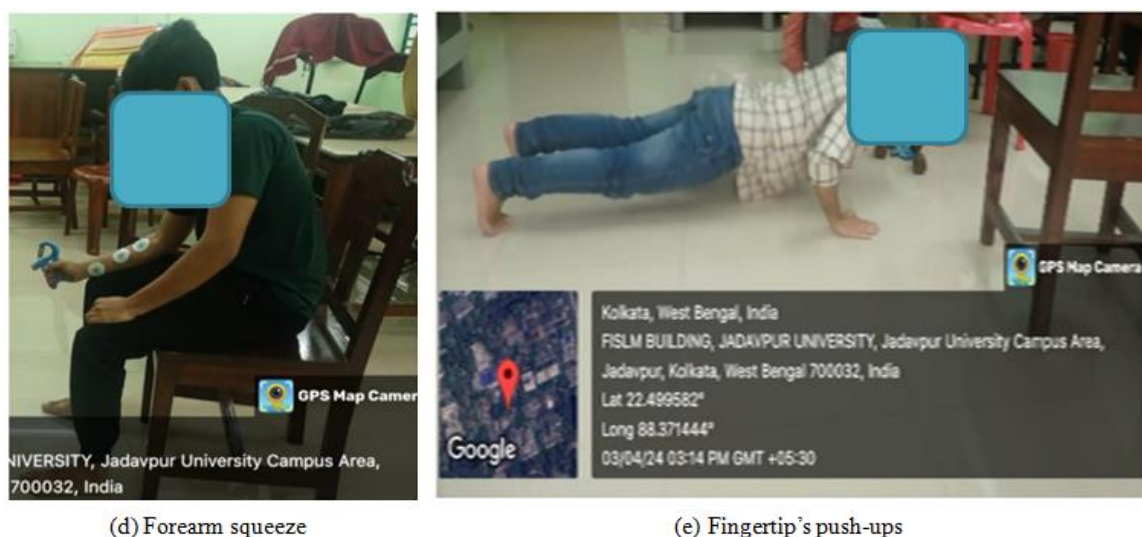 GPS Map Camer
NIVERSITY, Jadavpur University Campus Area,
700032, India
GPS Map Camera
Google
Kolkata, West Bengal, India
FISLM BUILDING, JADAVPUR UNIVERSITY, Jadavpur University Campus Area,
Jadavpur, Kolkata, West Bengal 700032, India
Lat 22.499582°
Long 88.371444°
03/04/24 03:14 PM GMT +05:30
(d) Forearm squeeze
(e) Fingertip's push-ups